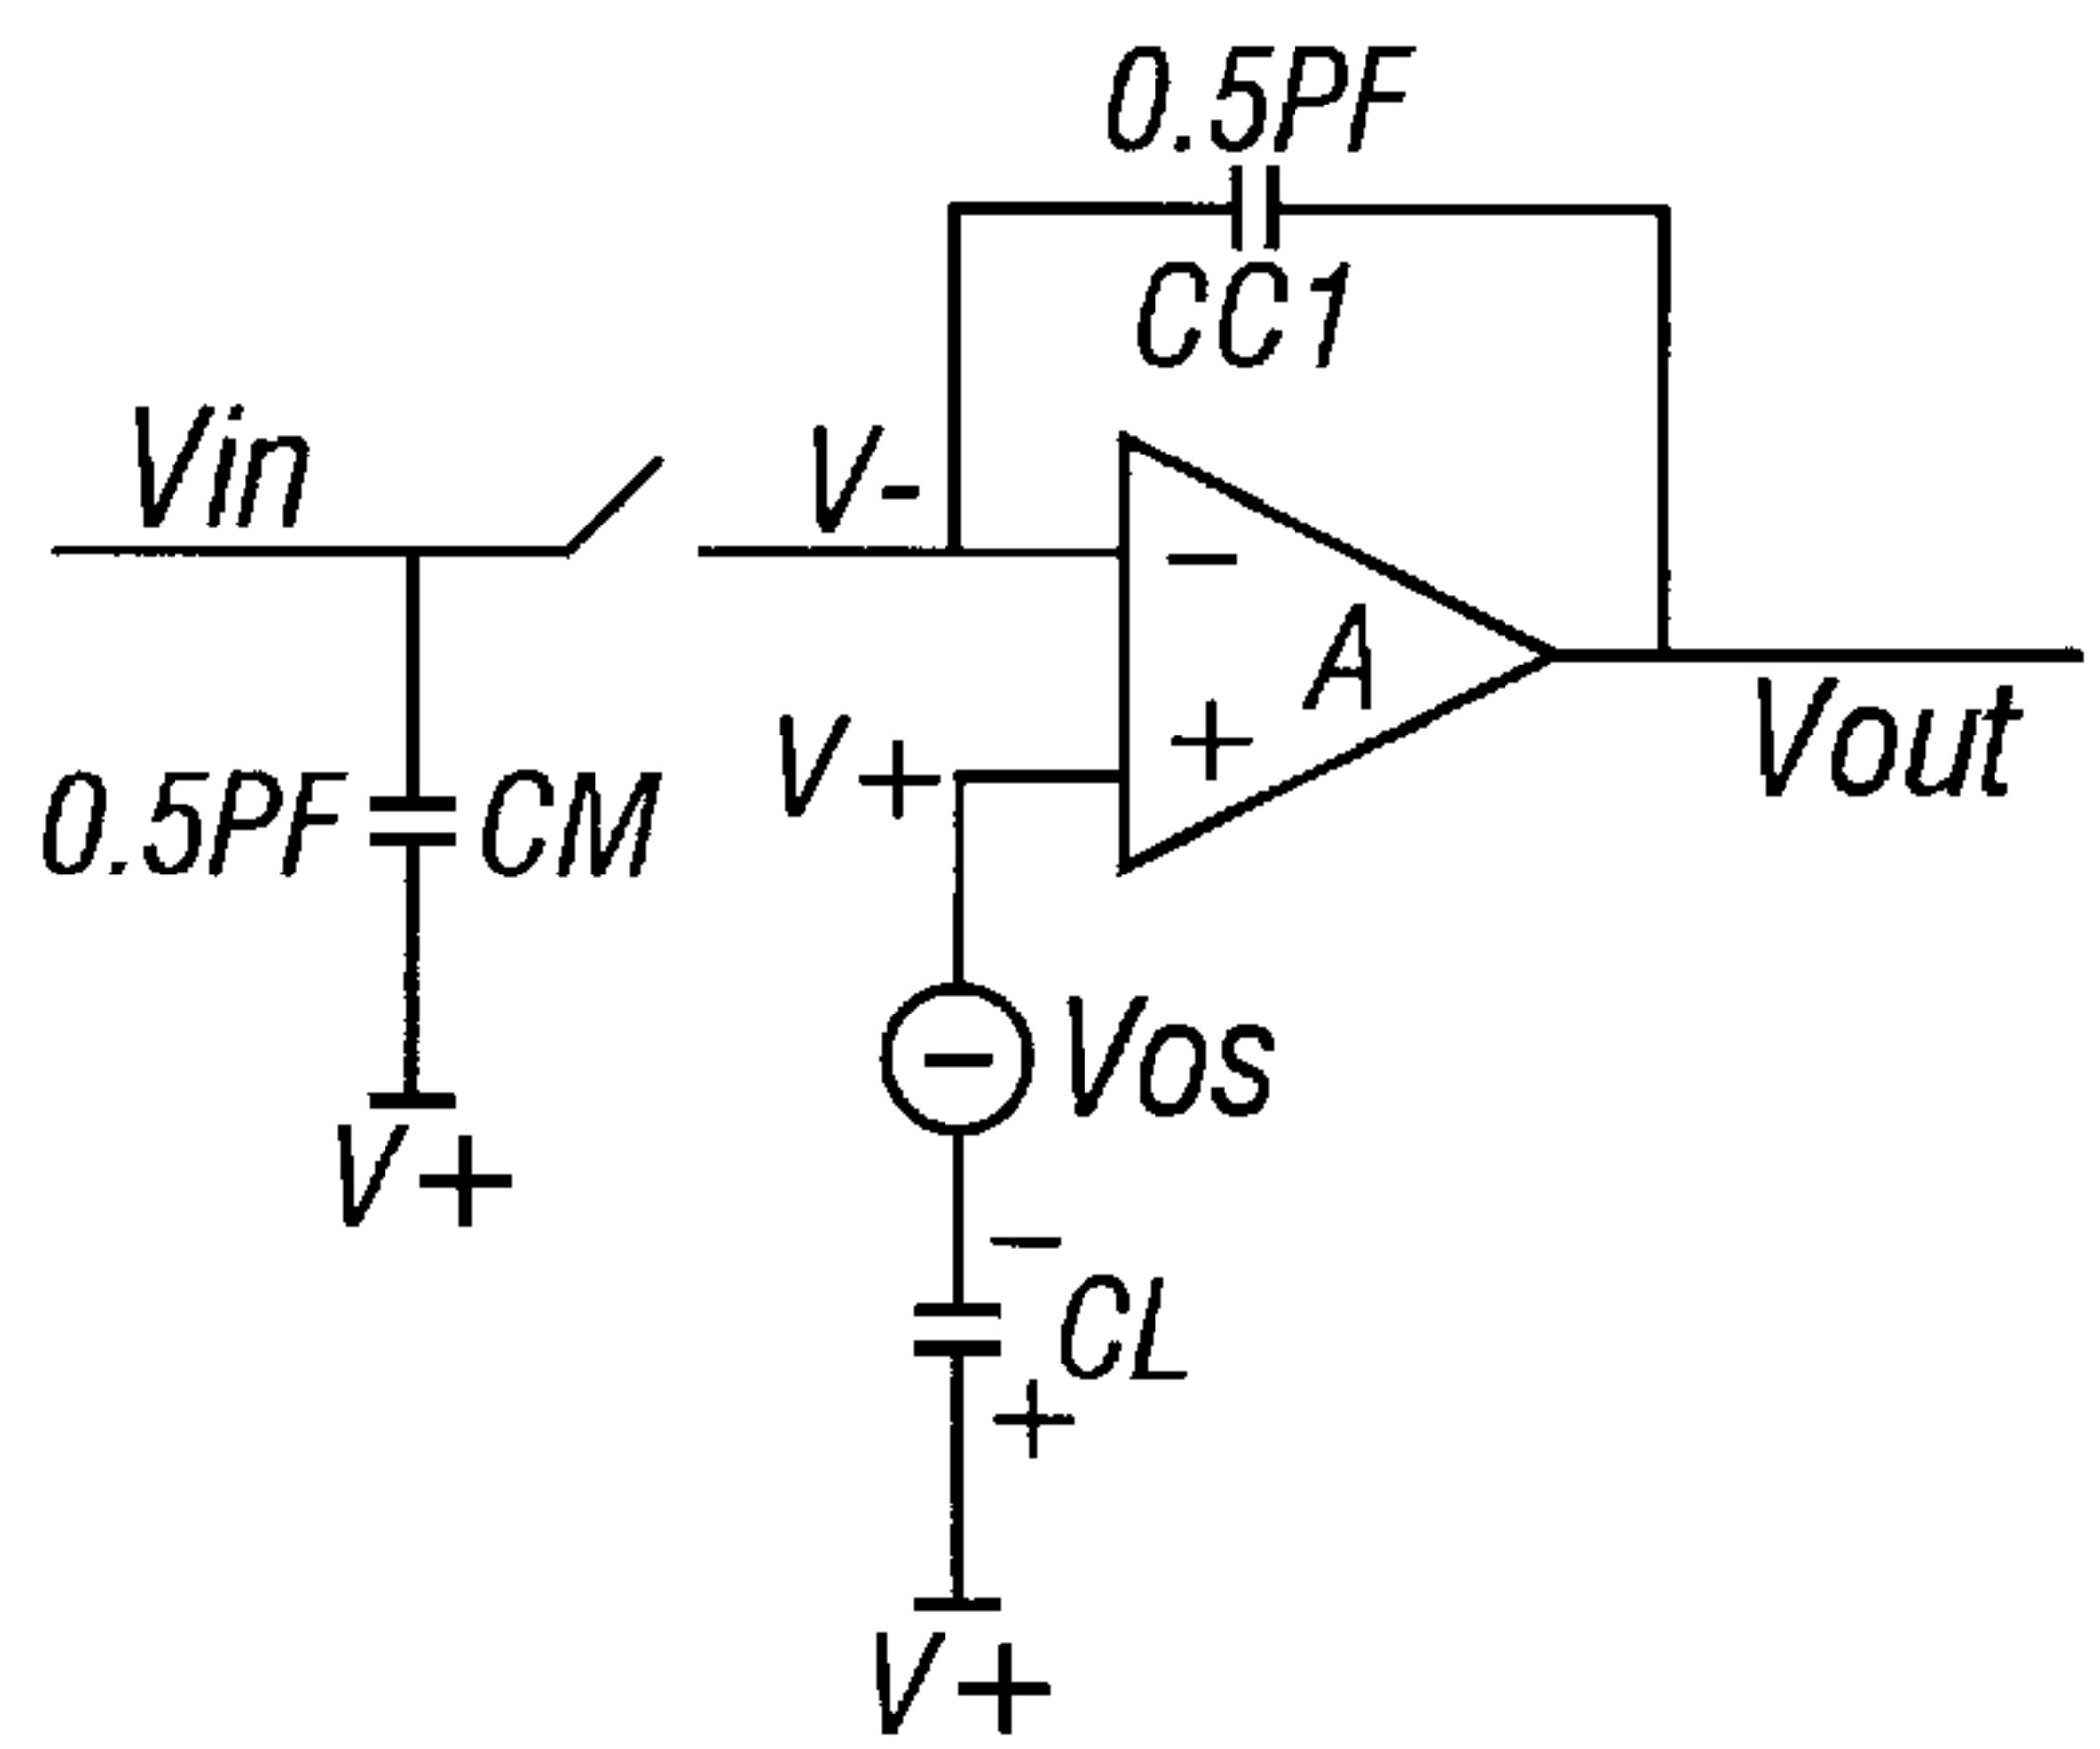 0.5PF
CC1
Vin
V-
−
A
V+
+
Vout
0.5PF CM
− Vos
V+
−
CL
+
V+